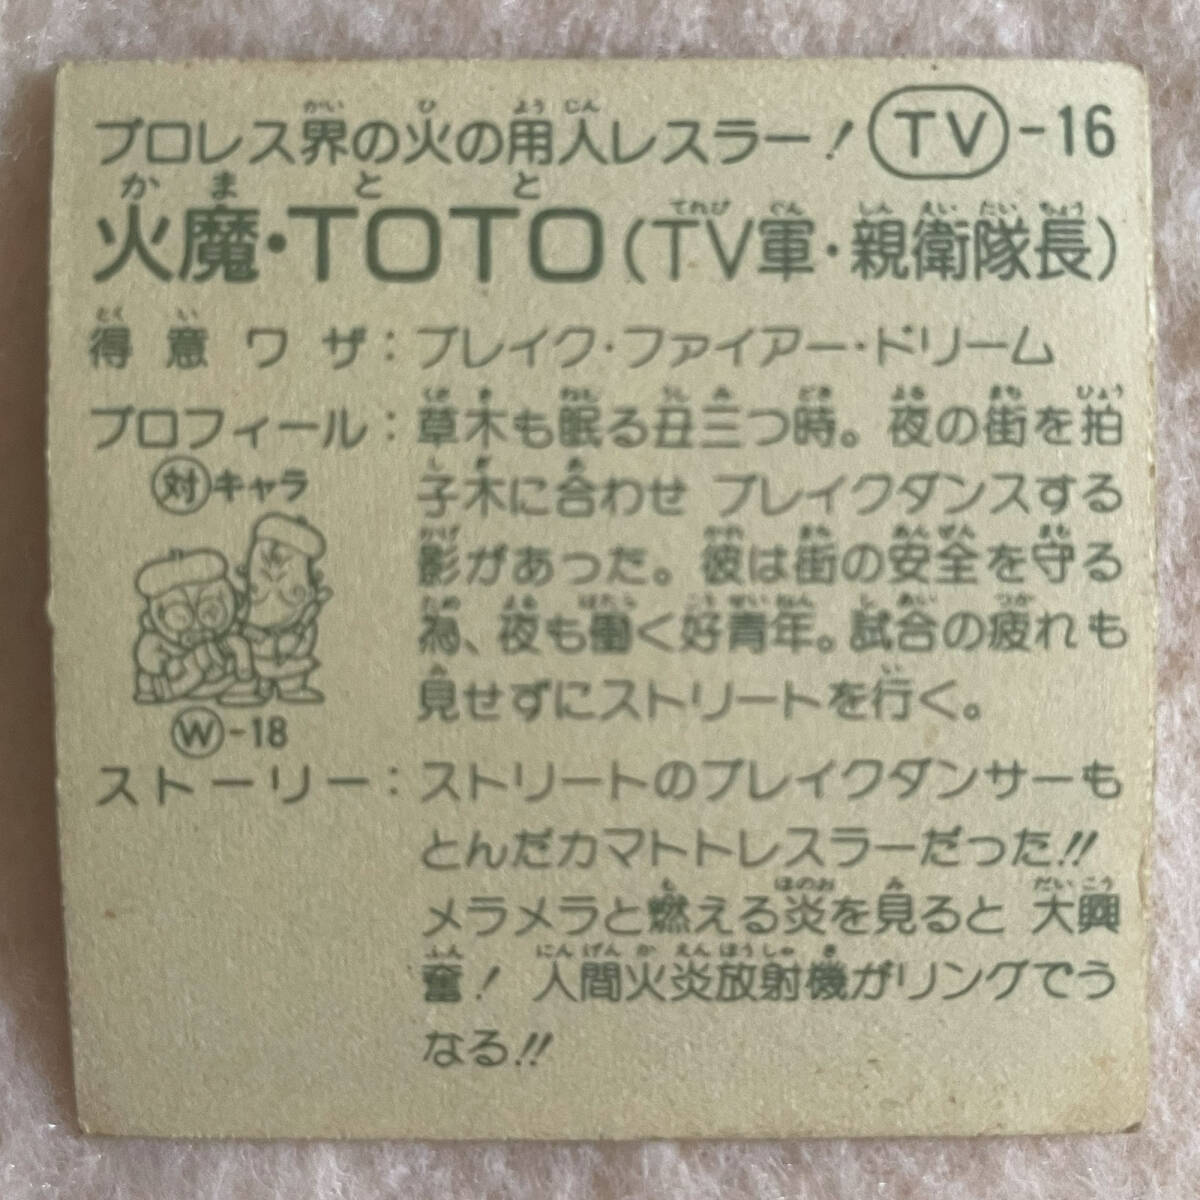 プロレス界の火の用人レスラー! TV-16
火魔・TOTO(TV軍・親衛隊長)
得意ワザ:ブレイク・ファイアー・ドリーム
プロフィール:草木も眠る丑三つ時。夜の街を拍
子木に合わせ ブレイクダンスする
影があった。彼は街の安全を守る
為、夜も働く好青年。試合の疲れも
見せずにストリートを行く。
対キャラ
W-18
ストーリー:ストリートのブレイクダンサーも
とんだカマトトレスラーだった!!
メラメラと燃える炎を見ると 大興
奮! 人間火炎放射機がリングでう
なる!!